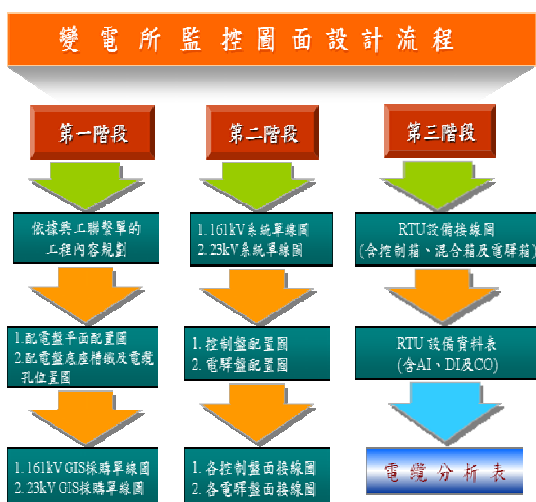 變電所監控圖面設計流程
第一階段
依據興工聯繫單的
工程內容規劃
1.配電盤平面配置圖
2.配電盤底座槽鐵及電纜
孔位置圖
1. 161kV GIS採購單線圖
2. 23kV GIS採購單線圖
第二階段
1. 161kV系統單線圖
2. 23kV系統單線圖
1. 控制盤配置圖
2. 電驛盤配置圖
1. 各控制盤面接線圖
2. 各電驛盤面接線圖
第三階段
RTU設備接線圖
(含控制箱、混合箱及電驛箱)
RTU 設備資料表
(含AI、DI及CO)
電纜分析表